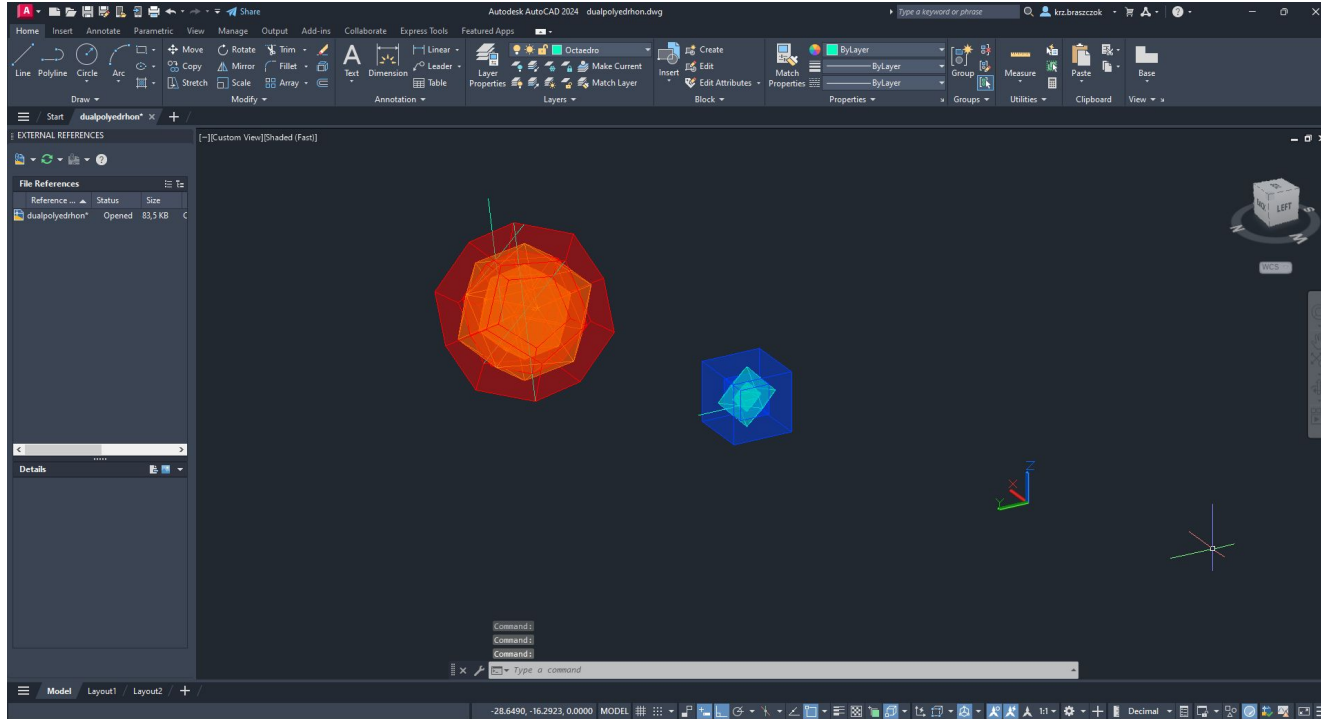 A Share Autodesk AutoCAD 2024 dualpolyedrhon.dwg Type a keyword or phrase krz.braszczok
Home Insert Annotate Parametric View Manage Output Add-ins Collaborate Express Tools Featured Apps
Move Rotate Trim Linear Octaedro Create ByLayer
Copy Mirror Fillet Leader Make Current Edit ByLayer
Line Polyline Circle Arc Text Dimension Layer Properties Insert Match Properties Group Measure Paste Base
Stretch Scale Array Table Match Layer Edit Attributes ByLayer
Draw Modify Annotation Layers Block Properties Groups Utilities Clipboard View
Start dualpolyedrhon*
EXTERNAL REFERENCES
[-][Custom View][Shaded (Fast)]
File References
Reference ... Status Size
dualpolyedrhon* Opened 83,5 KB C
LEFT
N
WCS
Details
Z
X
Y
Command:
Command:
Command:
Type a command
Model Layout1 Layout2
-28.6490, -16.2923, 0.0000 MODEL 1:1 Decimal